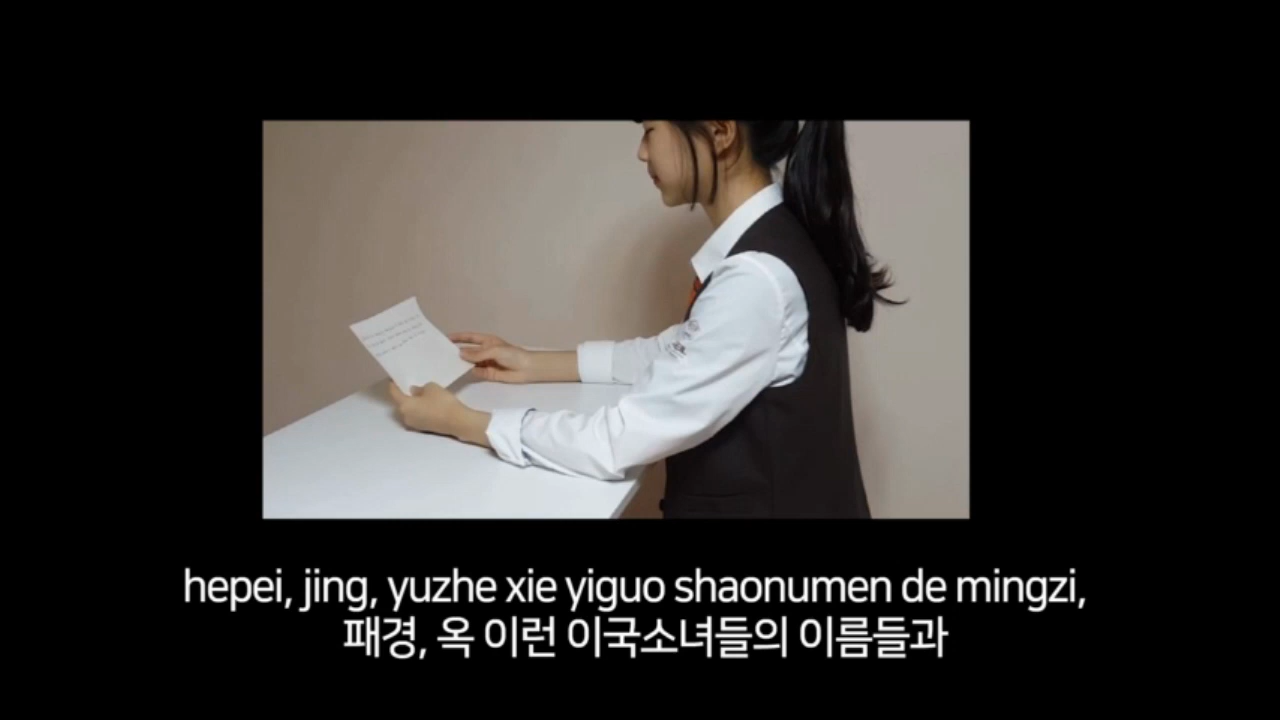 hepei, jing, yuzhe xie yiguo shaonumen de mingzi,
패경, 옥 이런 이국소녀들의 이름들과